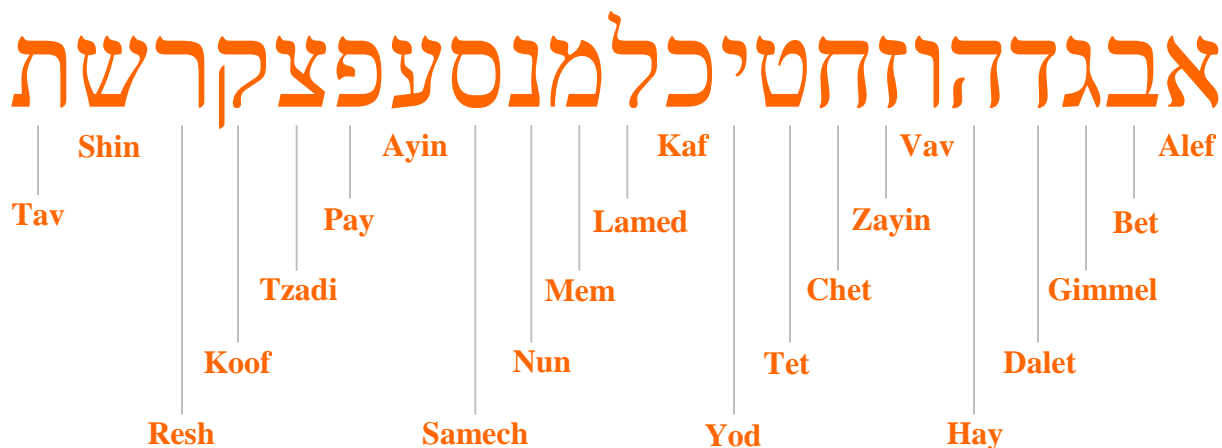 אבגדהוזחטיכלמנסעפצקרשת
Shin Ayin Kaf Vav Alef
Tav Pay Lamed Zayin Bet
Tzadi Mem Chet Gimmel
Koof Nun Tet Dalet
Resh Samech Yod Hay